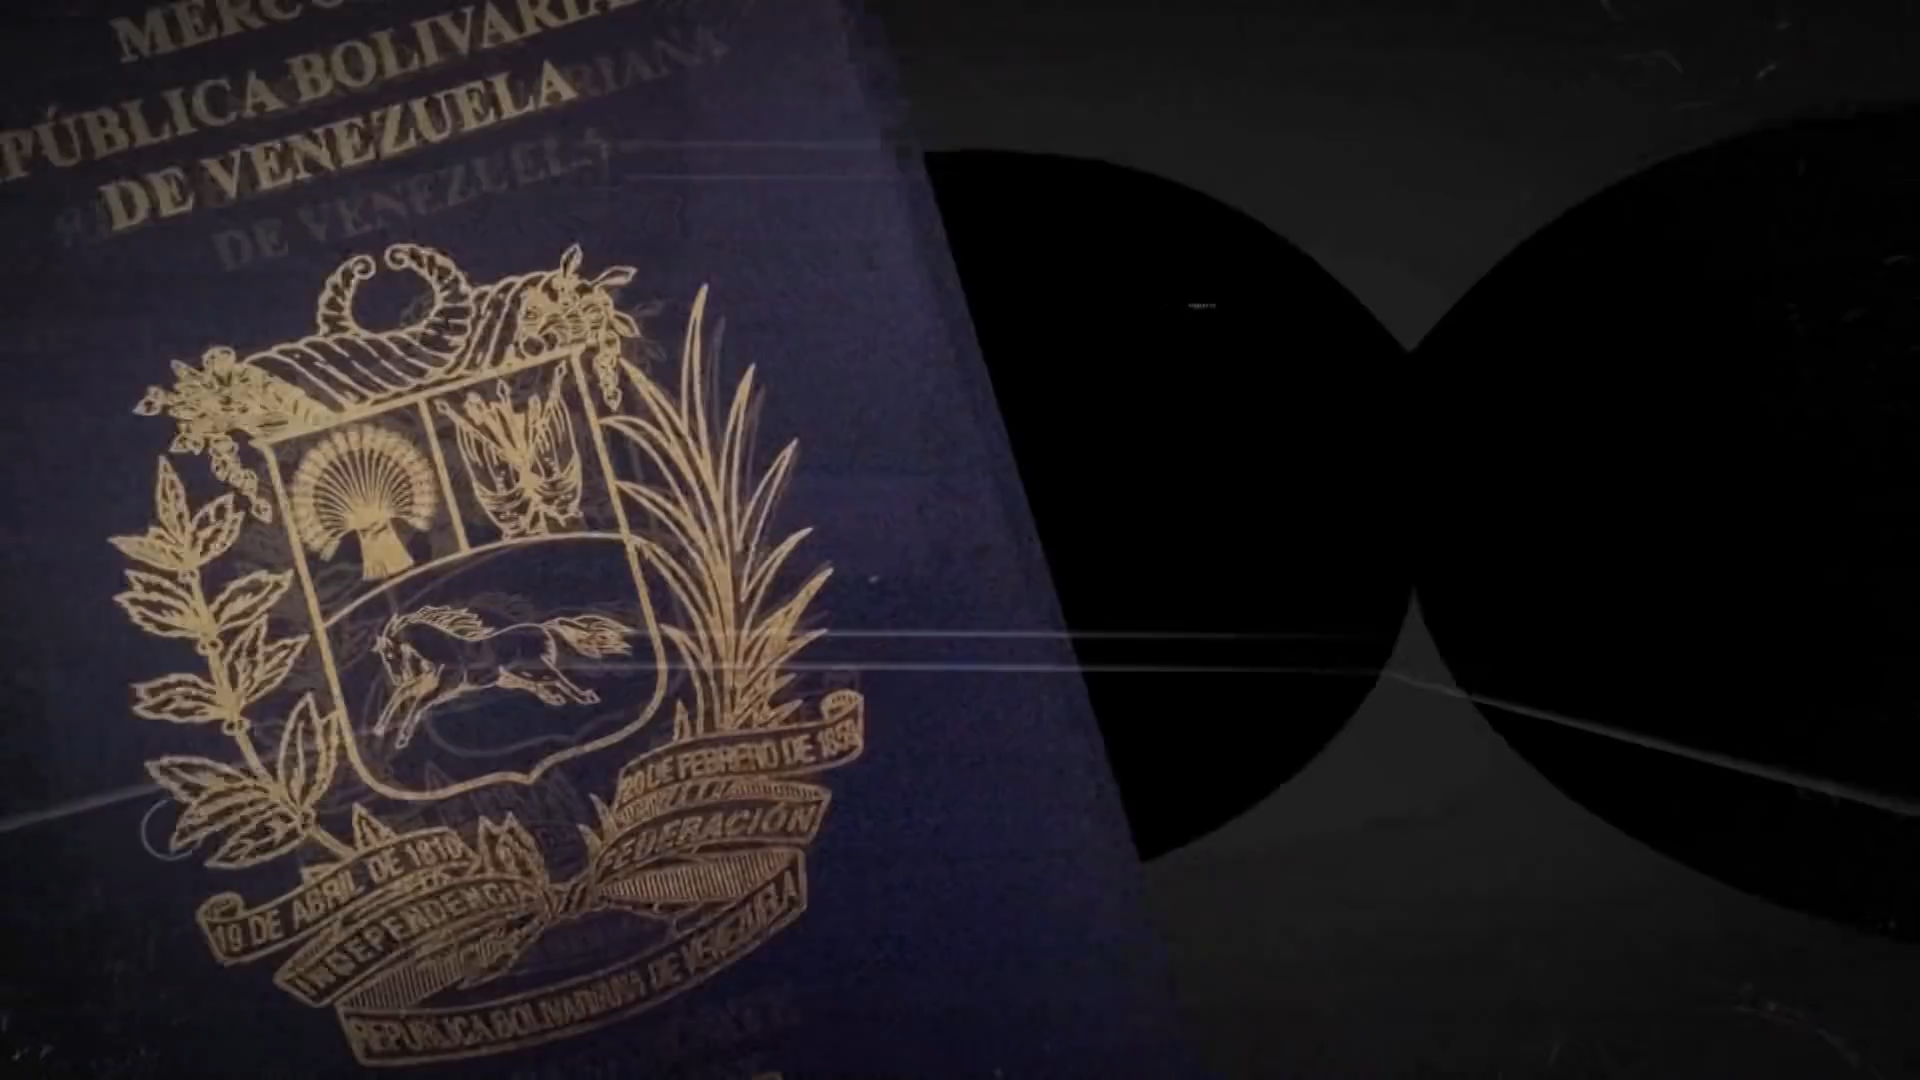 PÚBLICA BOLIVARIANA
DE VENEZUELA
DE VENEZUELA
20 DE FEBRERO DE 1859
19 DE ABRIL DE 1810
FEDERACIÓN
INDEPENDENCIA
REPÚBLICA BOLIVARIANA DE VENEZUELA